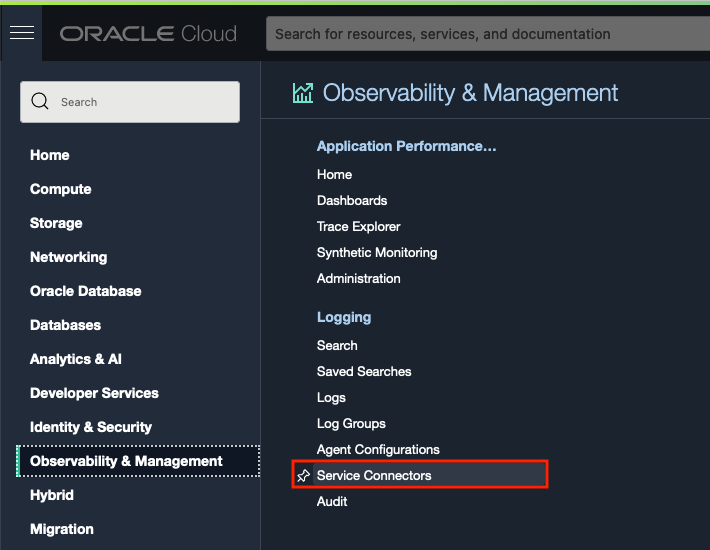 ORACLE Cloud
Search for resources, services, and documentation
Search
Home
Compute
Storage
Networking
Oracle Database
Databases
Analytics & AI
Developer Services
Identity & Security
Observability & Management
Hybrid
Migration
Observability & Management
Application Performance...
Home
Dashboards
Trace Explorer
Synthetic Monitoring
Administration
Logging
Search
Saved Searches
Logs
Log Groups
Agent Configurations
Service Connectors
Audit